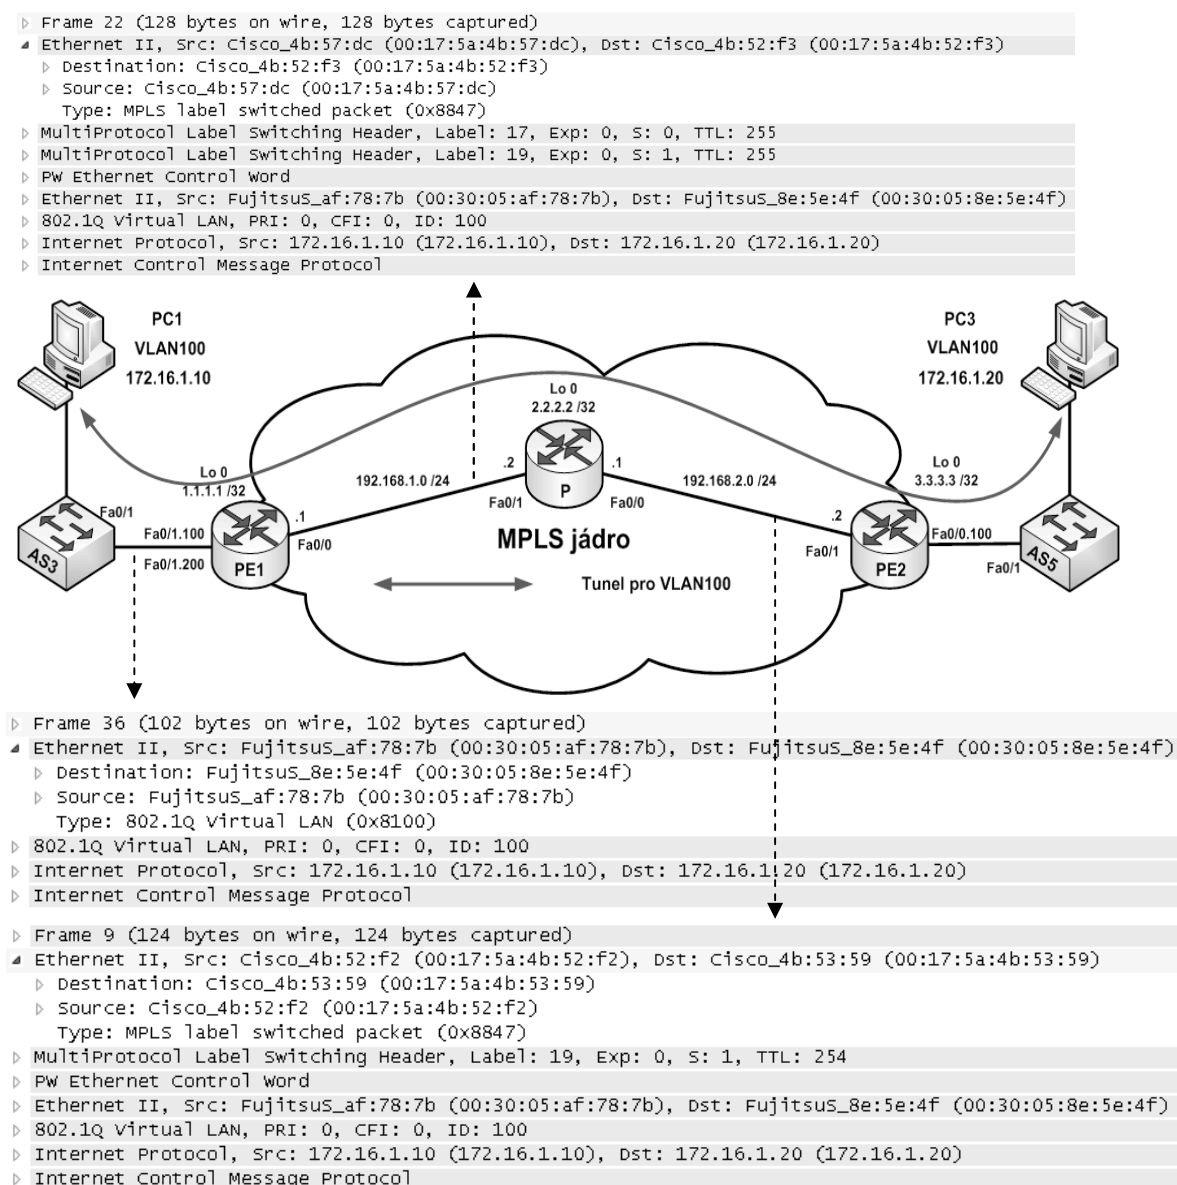 Frame 22 (128 bytes on wire, 128 bytes captured)
Ethernet II, Src: Cisco_4b:57:dc (00:17:5a:4b:57:dc), Dst: Cisco_4b:52:f3 (00:17:5a:4b:52:f3)
Destination: Cisco_4b:52:f3 (00:17:5a:4b:52:f3)
Source: Cisco_4b:57:dc (00:17:5a:4b:57:dc)
Type: MPLS label switched packet (0x8847)
MultiProtocol Label Switching Header, Label: 17, Exp: 0, S: 0, TTL: 255
MultiProtocol Label Switching Header, Label: 19, Exp: 0, S: 1, TTL: 255
PW Ethernet Control Word
Ethernet II, Src: FujitsuS_af:78:7b (00:30:05:af:78:7b), Dst: FujitsuS_8e:5e:4f (00:30:05:8e:5e:4f)
802.1Q Virtual LAN, PRI: 0, CFI: 0, ID: 100
Internet Protocol, Src: 172.16.1.10 (172.16.1.10), Dst: 172.16.1.20 (172.16.1.20)
Internet Control Message Protocol
PC1
VLAN100
172.16.1.10
PC3
VLAN100
172.16.1.20
Lo 0
2.2.2.2 /32
Lo 0
1.1.1.1 /32
192.168.1.0 /24
.2
.1
192.168.2.0 /24
Lo 0
3.3.3.3 /32
P
Fa0/1
Fa0/0
Fa0/1
Fa0/1.100
Fa0/1.200
.1
Fa0/0
.2
Fa0/1
Fa0/0.100
Fa0/1
AS3
PE1
MPLS jádro
PE2
AS5
Tunel pro VLAN100
Frame 36 (102 bytes on wire, 102 bytes captured)
Ethernet II, Src: FujitsuS_af:78:7b (00:30:05:af:78:7b), Dst: FujitsuS_8e:5e:4f (00:30:05:8e:5e:4f)
Destination: FujitsuS_8e:5e:4f (00:30:05:8e:5e:4f)
Source: FujitsuS_af:78:7b (00:30:05:af:78:7b)
Type: 802.1Q Virtual LAN (0x8100)
802.1Q Virtual LAN, PRI: 0, CFI: 0, ID: 100
Internet Protocol, Src: 172.16.1.10 (172.16.1.10), Dst: 172.16.1.20 (172.16.1.20)
Internet Control Message Protocol
Frame 9 (124 bytes on wire, 124 bytes captured)
Ethernet II, Src: Cisco_4b:52:f2 (00:17:5a:4b:52:f2), Dst: Cisco_4b:53:59 (00:17:5a:4b:53:59)
Destination: Cisco_4b:53:59 (00:17:5a:4b:53:59)
Source: Cisco_4b:52:f2 (00:17:5a:4b:52:f2)
Type: MPLS label switched packet (0x8847)
MultiProtocol Label Switching Header, Label: 19, Exp: 0, S: 1, TTL: 254
PW Ethernet Control Word
Ethernet II, Src: FujitsuS_af:78:7b (00:30:05:af:78:7b), Dst: FujitsuS_8e:5e:4f (00:30:05:8e:5e:4f)
802.1Q Virtual LAN, PRI: 0, CFI: 0, ID: 100
Internet Protocol, Src: 172.16.1.10 (172.16.1.10), Dst: 172.16.1.20 (172.16.1.20)
Internet Control Message Protocol